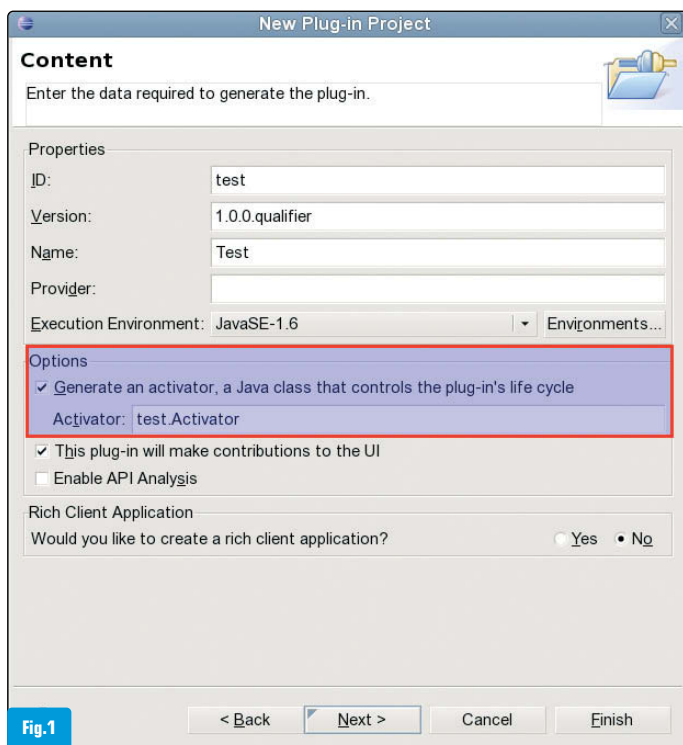 New Plug-in Project
Content
Enter the data required to generate the plug-in.
Properties
ID: test
Version: 1.0.0.qualifier
Name: Test
Provider:
Execution Environment: JavaSE-1.6 Environments...
Options
Generate an activator, a Java class that controls the plug-in's life cycle
Activator: test.Activator
This plug-in will make contributions to the UI
Enable API Analysis
Rich Client Application
Would you like to create a rich client application? Yes No
Fig.1
< Back Next > Cancel Finish